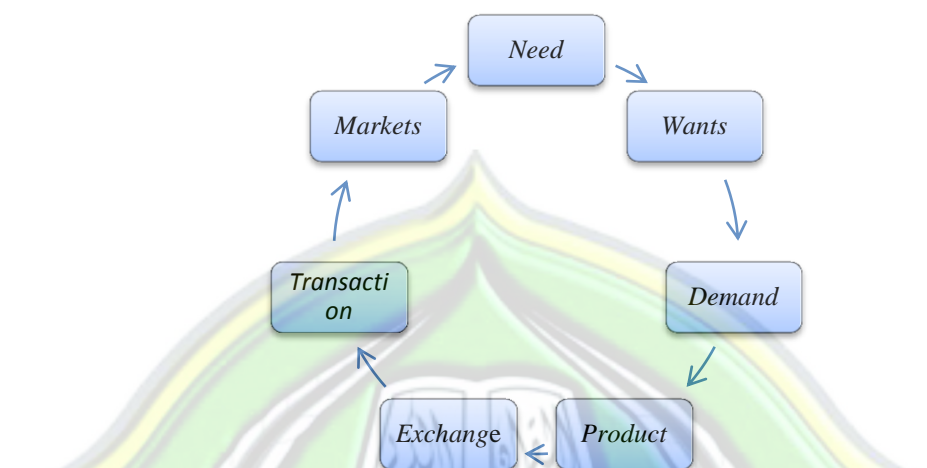 Need
Markets
Wants
Transacti
on
Demand
Exchange
Product